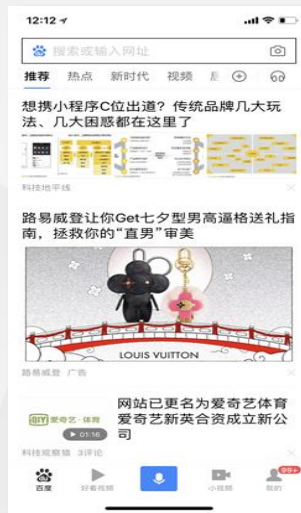 12:12
搜索或输入网址
推荐 热点 新时代 视频
想携小程序C位出道？传统品牌几大玩
法、几大困惑都在这里了
科技地平线
路易威登让你Get七夕型男高逼格送礼指
南，拯救你的“直男”审美
LOUIS VUITTON
路易威登 广告
网站已更名为爱奇艺体育
爱奇艺新英合资成立新公
司
iQIYI 爱奇艺·体育
01:16
科技观察猿 3评论
99+
百度 好看视频 小视频 我的